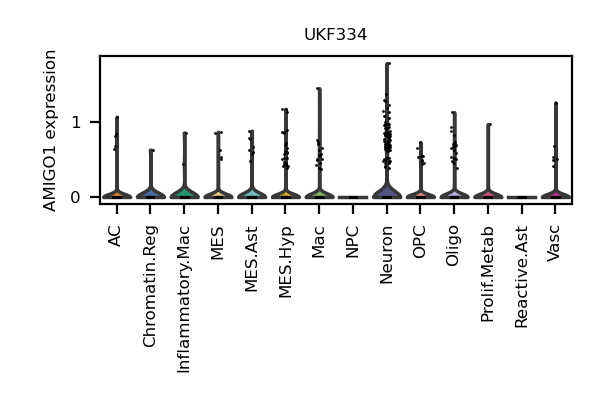 UKF334
AMIGO1 expression
1
0
AC
Chromatin.Reg
Inflammatory.Mac
MES
MES.Ast
MES.Hyp
Mac
NPC
Neuron
OPC
Oligo
Prolif.Metab
Reactive.Ast
Vasc